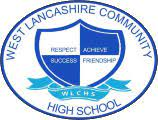 WEST LANCASHIRE COMMUNITY
RESPECT ACHIEVE
SUCCESS FRIENDSHIP
WLCHS
HIGH SCHOOL